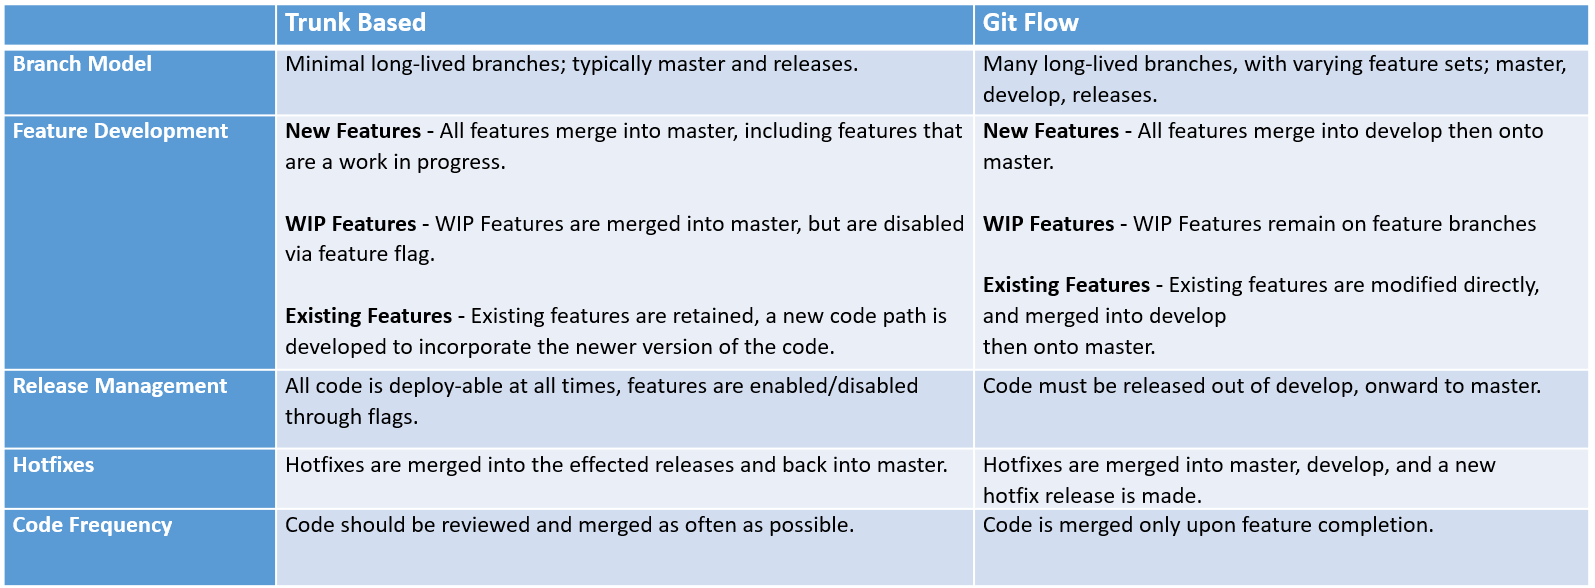 Trunk Based
Git Flow
Branch Model
Minimal long-lived branches; typically master and releases.
Many long-lived branches, with varying feature sets; master,
develop, releases.
Feature Development
New Features - All features merge into master, including features that
are a work in progress.
WIP Features - WIP Features are merged into master, but are disabled
via feature flag.
Existing Features - Existing features are retained, a new code path is
developed to incorporate the newer version of the code.
New Features - All features merge into develop then onto
master.
WIP Features - WIP Features remain on feature branches
Existing Features - Existing features are modified directly,
and merged into develop
then onto master.
Release Management
All code is deploy-able at all times, features are enabled/disabled
through flags.
Code must be released out of develop, onward to master.
Hotfixes
Hotfixes are merged into the effected releases and back into master.
Hotfixes are merged into master, develop, and a new
hotfix release is made.
Code Frequency
Code should be reviewed and merged as often as possible.
Code is merged only upon feature completion.